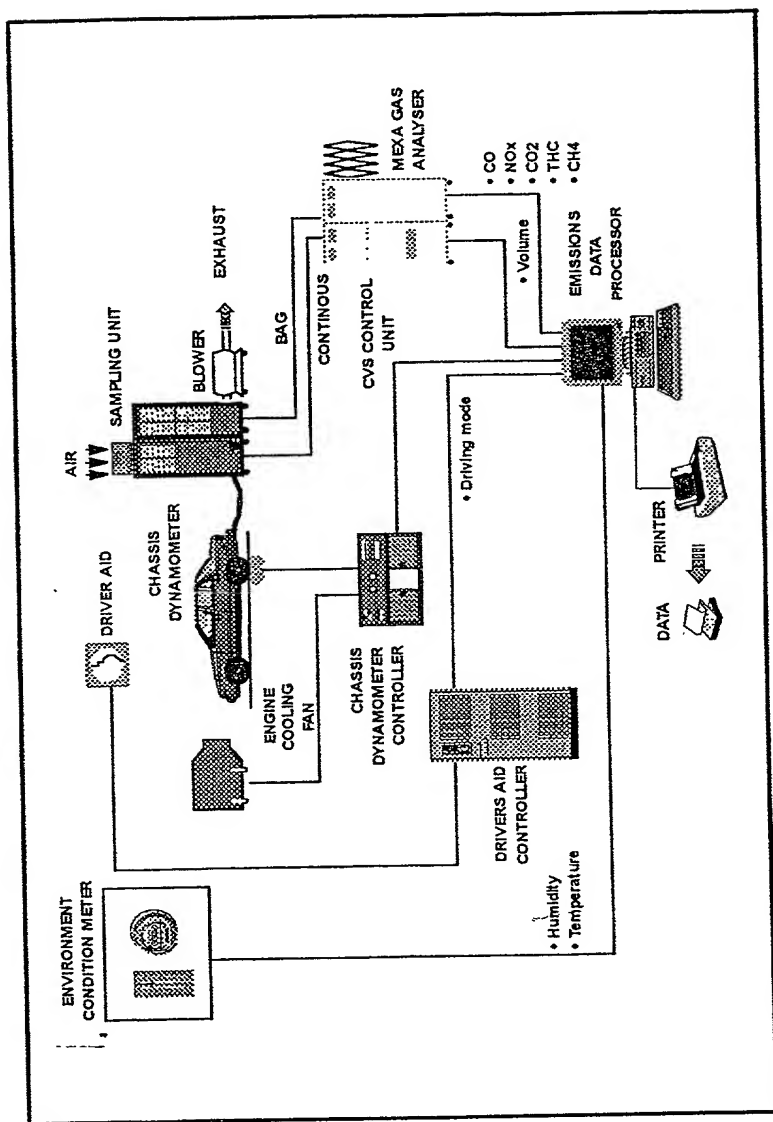 ENVIRONMENT
CONDITION METER
DRIVER AID
AIR
SAMPLING UNIT
CHASSIS
DYNAMOMETER
BLOWER
EXHAUST
ENGINE
COOLING
FAN
BAG
CONTINOUS
MEXA GAS
ANALYSER
CVS CONTROL
UNIT
CHASSIS
DYNAMOMETER
CONTROLLER
DRIVERS AID
CONTROLLER
• Humidity
• Temperature
• Driving mode
• Volume
• CO
• NOx
• CO2
• THC
• CH4
EMISSIONS
DATA
PROCESSOR
PRINTER
DATA